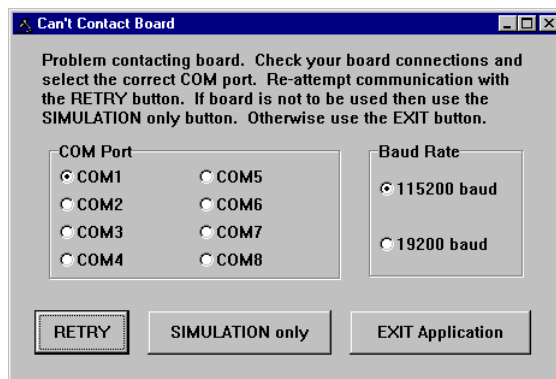 Can't Contact Board
Problem contacting board. Check your board connections and
select the correct COM port. Re-attempt communication with
the RETRY button. If board is not to be used then use the
SIMULATION only button. Otherwise use the EXIT button.
COM Port
COM1
COM2
COM3
COM4
COM5
COM6
COM7
COM8
Baud Rate
115200 baud
19200 baud
RETRY
SIMULATION only
EXIT Application